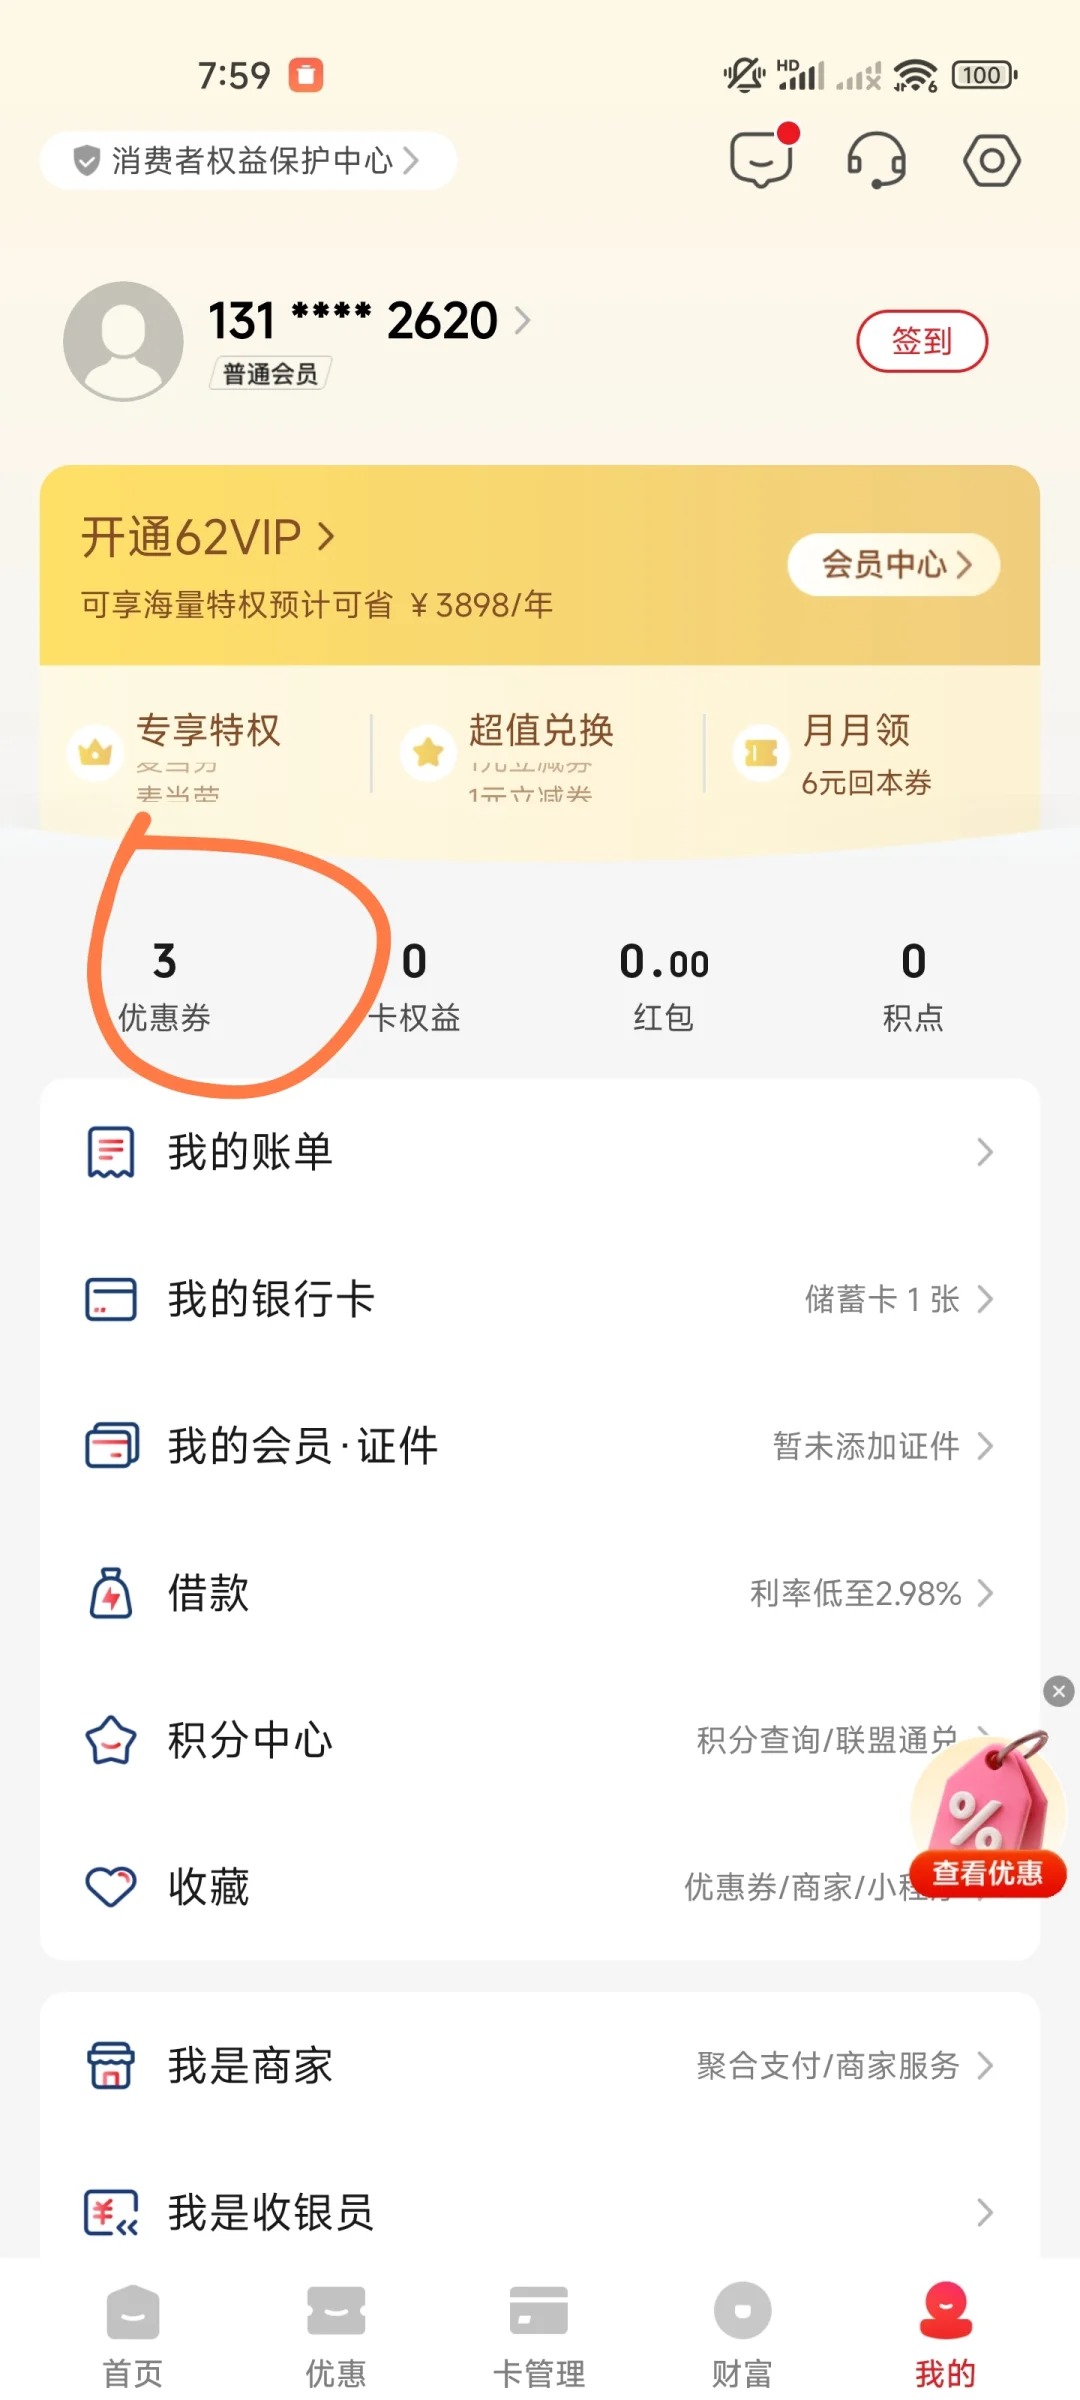 7:59
HD
6
100
消费者权益保护中心
131 **** 2620
普通会员
签到
开通62VIP
可享海量特权预计可省 ¥3898/年
会员中心
专享特权
超值兑换
月月领
6元回本券
3
0
0.00
0
优惠券
卡权益
红包
积点
我的账单
我的银行卡
储蓄卡 1 张
我的会员·证件
暂未添加证件
借款
利率低至2.98%
积分中心
积分查询/联盟通兑
收藏
优惠券/商家/小程
%
查看优惠
我是商家
聚合支付/商家服务
¥
我是收银员
首页
优惠
卡管理
财富
我的